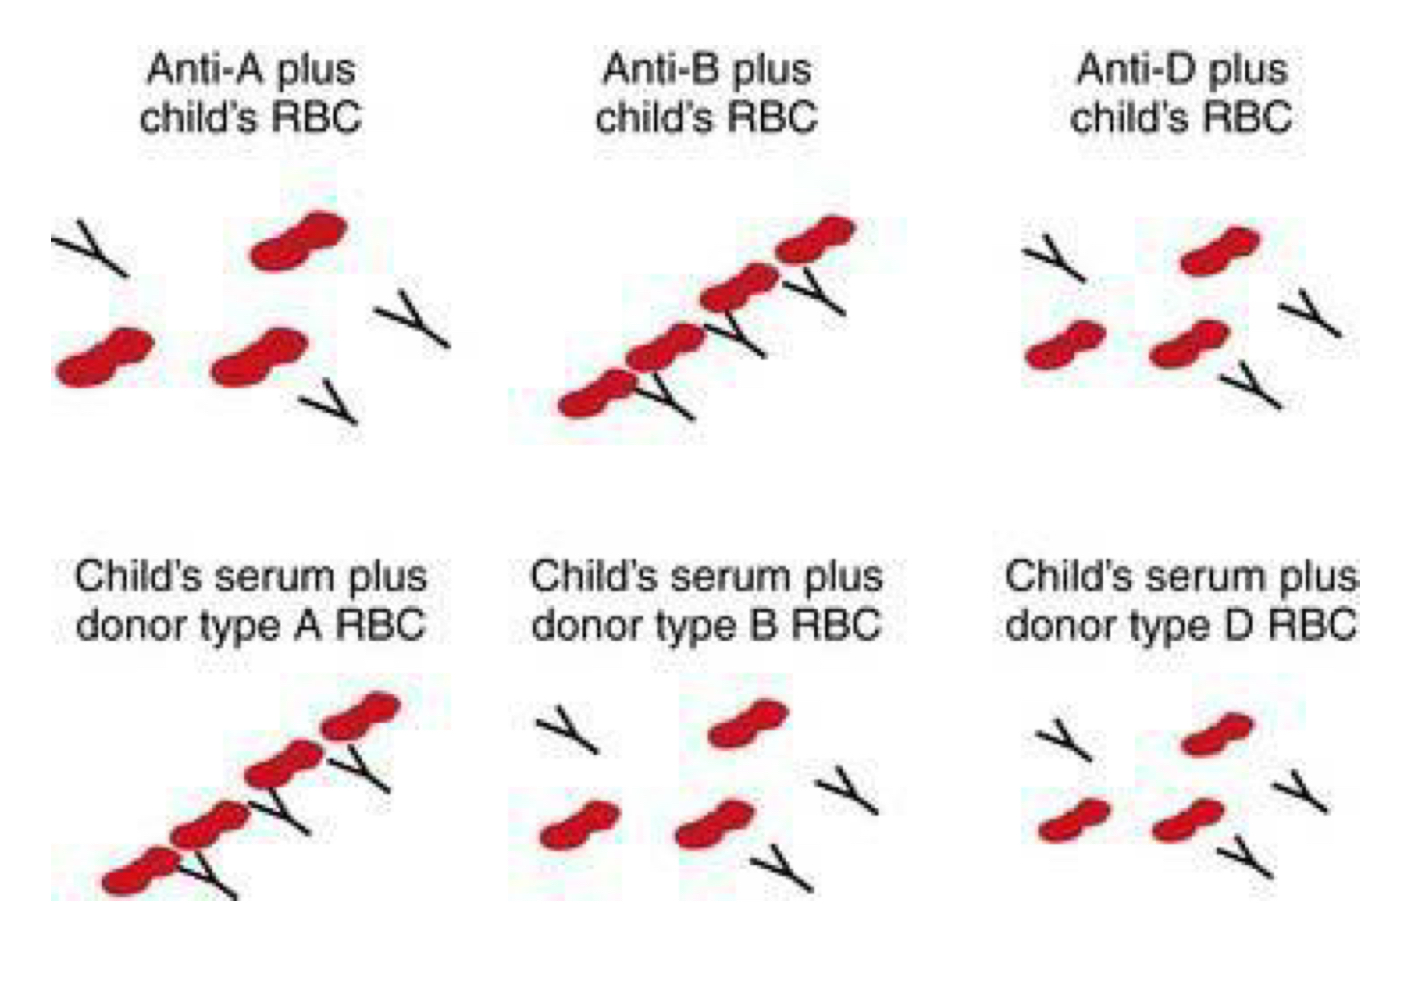 Anti-A plus
child's RBC
Anti-B plus
child's RBC
Anti-D plus
child's RBC
Child's serum plus
donor type A RBC
Child's serum plus
donor type B RBC
Child's serum plus
donor type D RBC